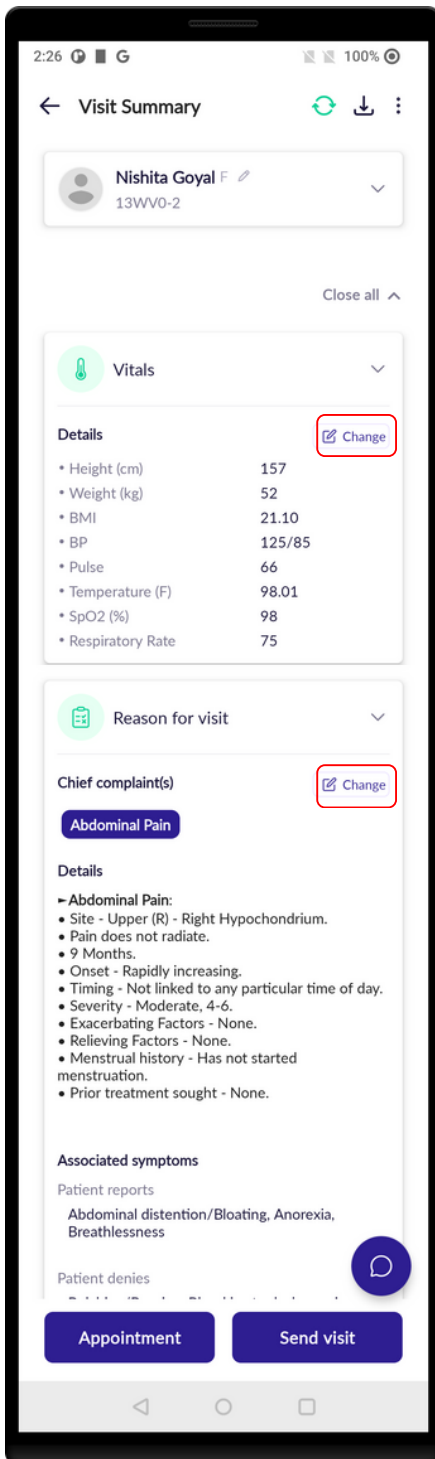 2:26 G 100%
Visit Summary
Nishita Goyal F
13WV0-2
Close all
Vitals
Details Change
• Height (cm) 157
• Weight (kg) 52
• BMI 21.10
• BP 125/85
• Pulse 66
• Temperature (F) 98.01
• SpO2 (%) 98
• Respiratory Rate 75
Reason for visit
Chief complaint(s) Change
Abdominal Pain
Details
►Abdominal Pain:
• Site - Upper (R) - Right Hypochondrium.
• Pain does not radiate.
• 9 Months.
• Onset - Rapidly increasing.
• Timing - Not linked to any particular time of day.
• Severity - Moderate, 4-6.
• Exacerbating Factors - None.
• Relieving Factors - None.
• Menstrual history - Has not started
menstruation.
• Prior treatment sought - None.
Associated symptoms
Patient reports
Abdominal distention/Bloating, Anorexia,
Breathlessness
Patient denies
Appointment Send visit